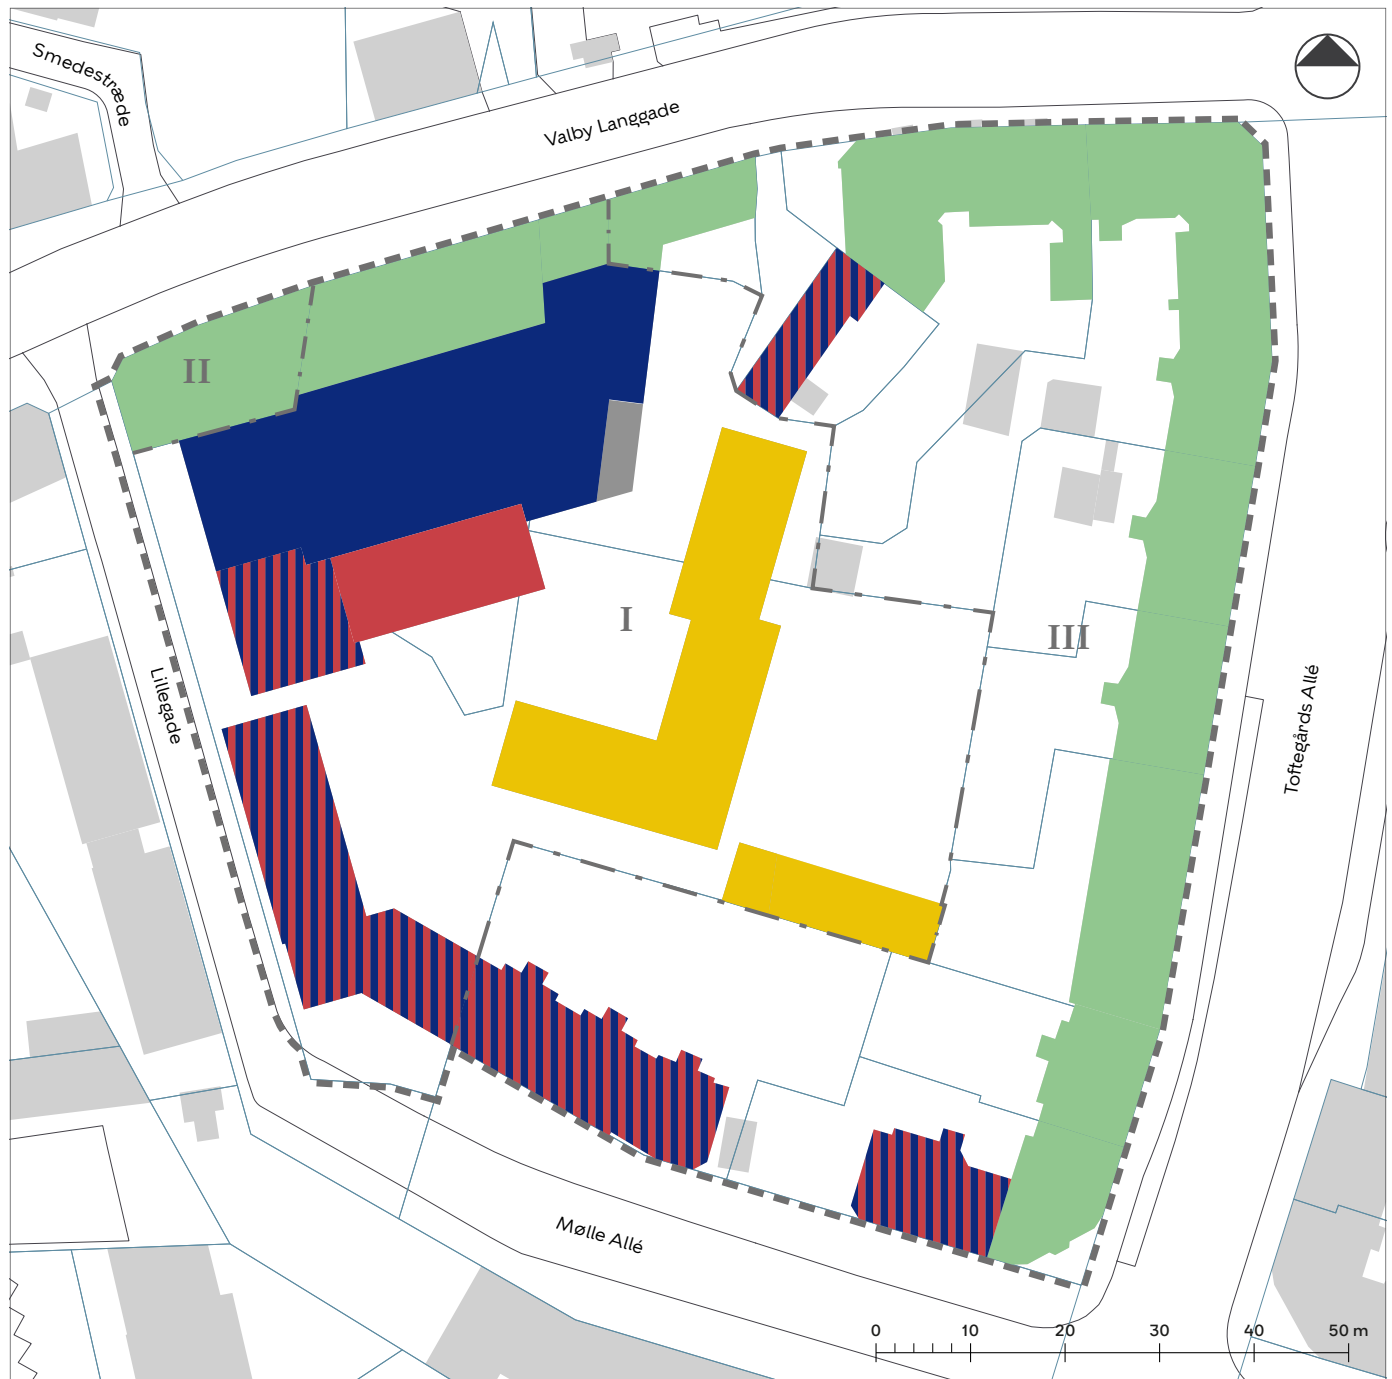 Smedestræde
Valby Langgade
II
I
III
Lillegade
Toftegårds Allé
Mølle Allé
0 10 20 30 40 50 m